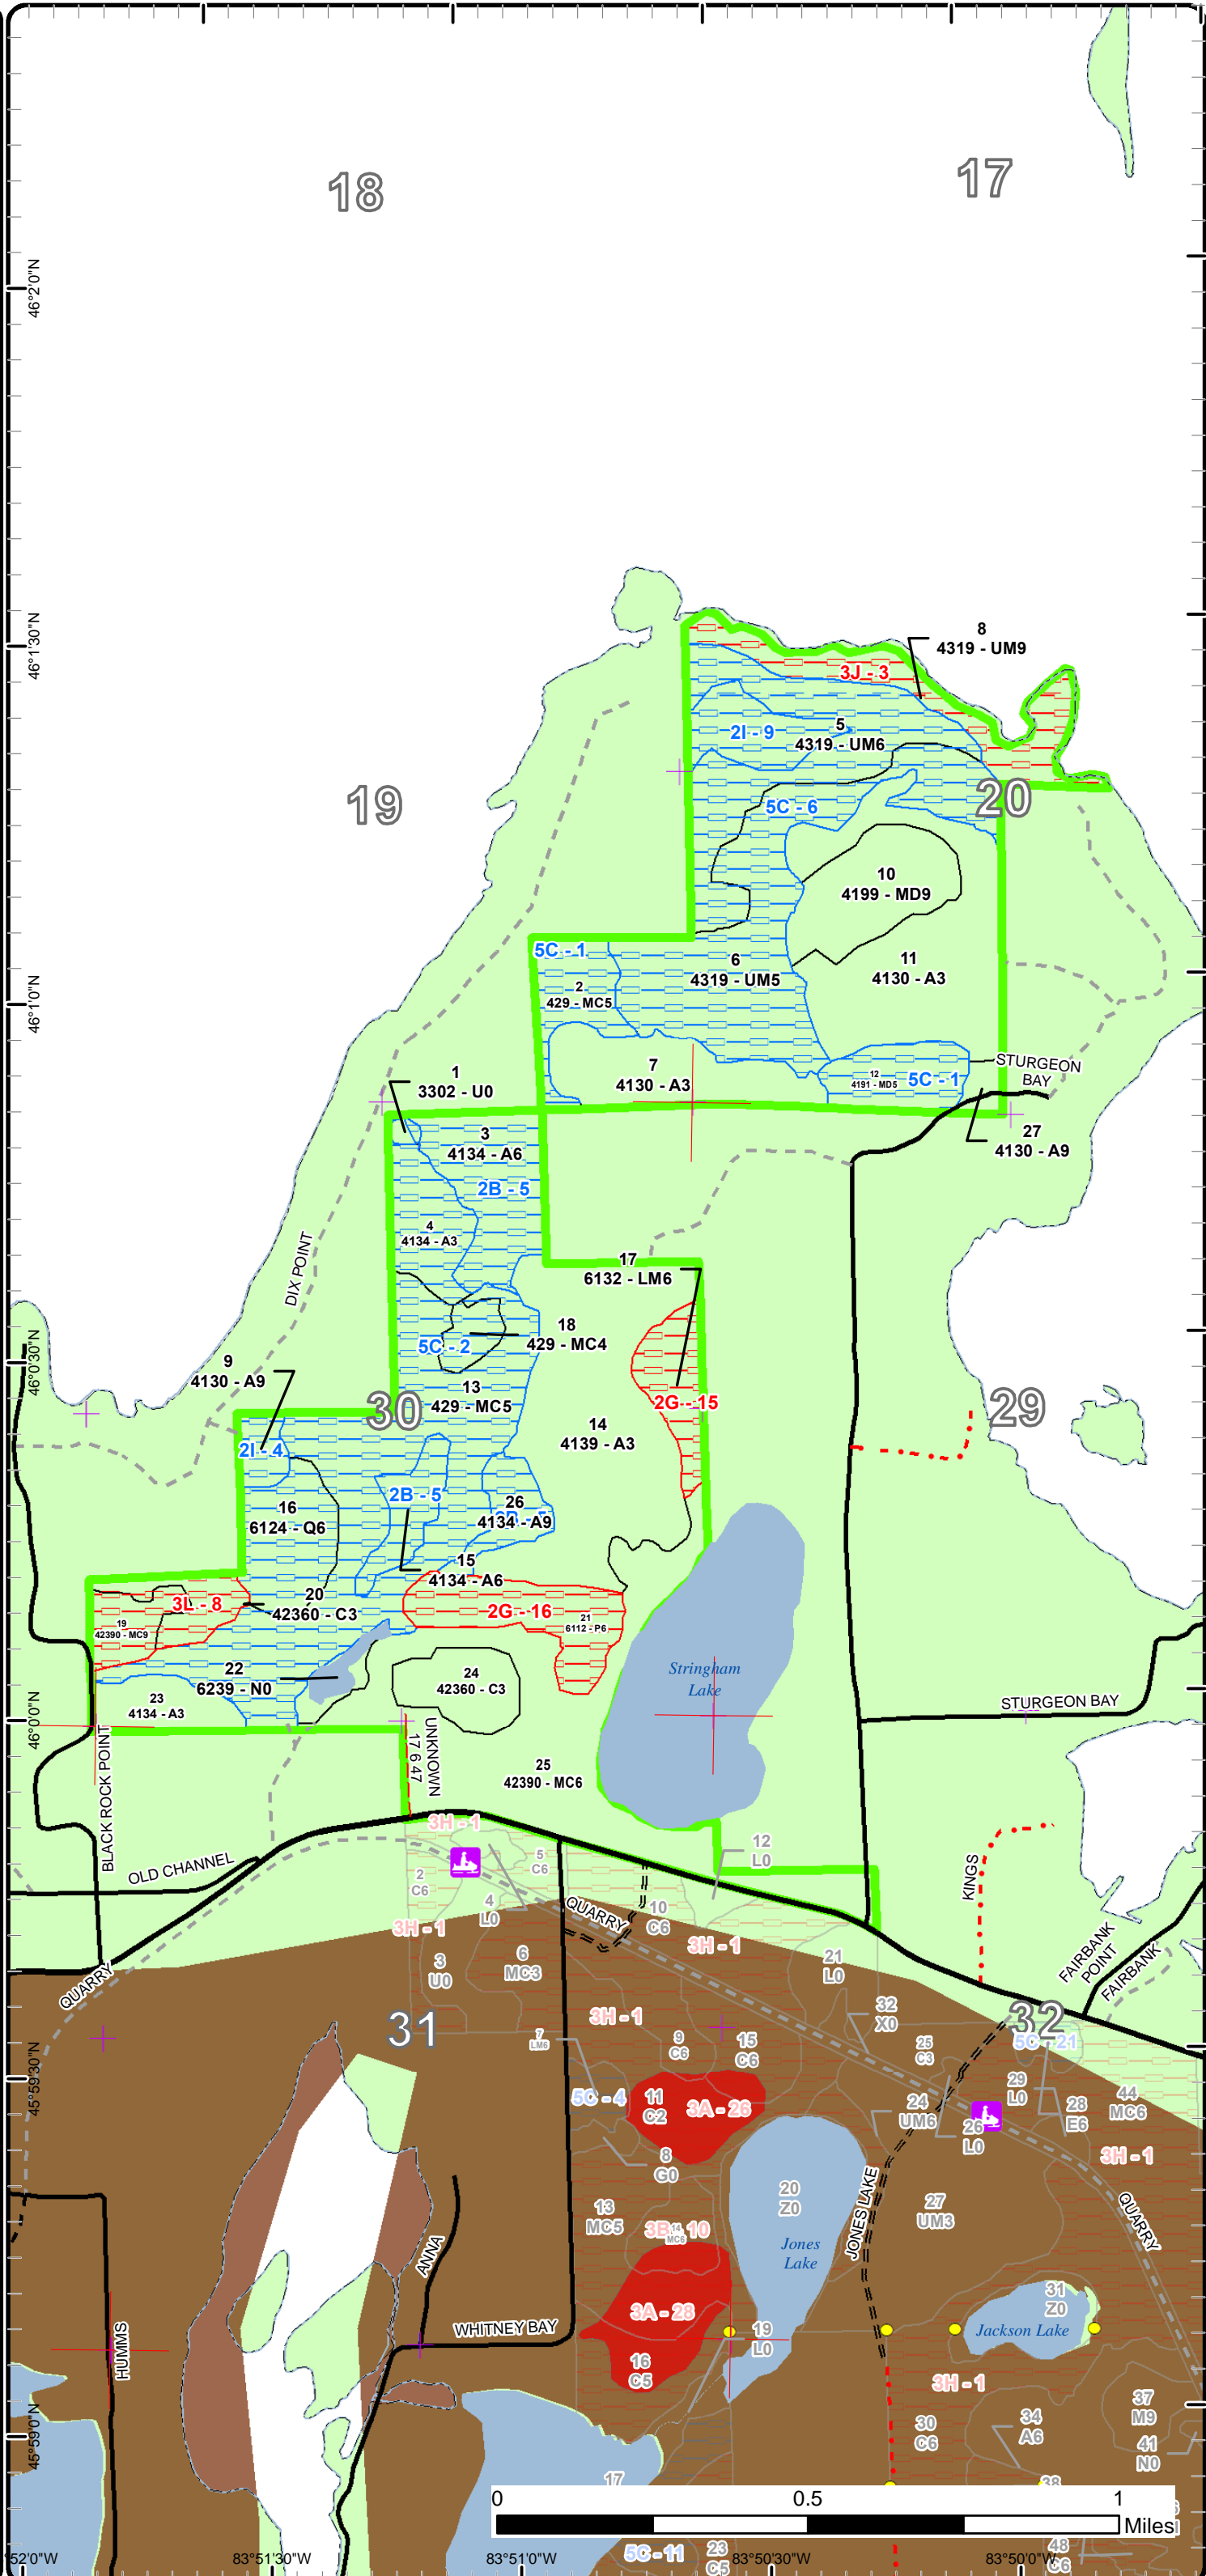 18
17
46°2'0"N
46°1'30"N
8
4319 - UM9
3J - 3
5
4319 - UM6
2I - 9
19
20
5C - 6
10
4199 - MD9
5C - 1
6
4319 - UM5
11
4130 - A3
2
429 - MC5
46°1'0"N
7
4130 - A3
12
4191 - MD5
5C - 1
STURGEON
BAY
1
3302 - U0
3
4134 - A6
27
4130 - A9
2B - 5
4
4134 - A3
DIX POINT
17
6132 - LM6
18
429 - MC4
5C - 2
46°0'30"N
9
4130 - A9
13
429 - MC5
2G - 15
30
29
14
4139 - A3
2I - 4
2B - 5
16
6124 - Q6
26
4134 - A9
15
4134 - A6
3L - 8
20
42360 - C3
2G - 16
21
6112 - P6
19
42390 - MC9
22
6239 - N0
24
42360 - C3
Stringham
Lake
23
4134 - A3
46°0'0"N
STURGEON BAY
UNKNOWN
17 6 47
25
42390 - MC6
BLACK ROCK POINT
3H - 1
12
L0
OLD CHANNEL
5
C6
2
C6
4
L0
QUARRY
10
C6
KINGS
3H - 1
3H - 1
6
MC3
3
U0
21
L0
FAIRBANK
POINT
FAIRBANK
QUARRY
31
3H - 1
32
X0
32
5C - 21
7
LM6
9
C6
15
C6
25
C3
45°59'30"N
5C - 4
11
C2
3A - 26
24
UM6
29
L0
28
E6
44
MC6
26
L0
8
G0
3H - 1
20
Z0
13
MC5
27
UM3
QUARRY
3B - 10
14
MC6
Jones
Lake
JONES LAKE
ANNA
3A - 28
31
Z0
WHITNEY BAY
Jackson Lake
HUMMS
19
L0
16
C5
3H - 1
37
M9
30
C6
34
A6
41
N0
45°59'0"N
17
38
0
0.5
1
Miles
5C - 11
23
C5
48
C6
52'0"W
83°51'30"W
83°51'0"W
83°50'30"W
83°50'0"W